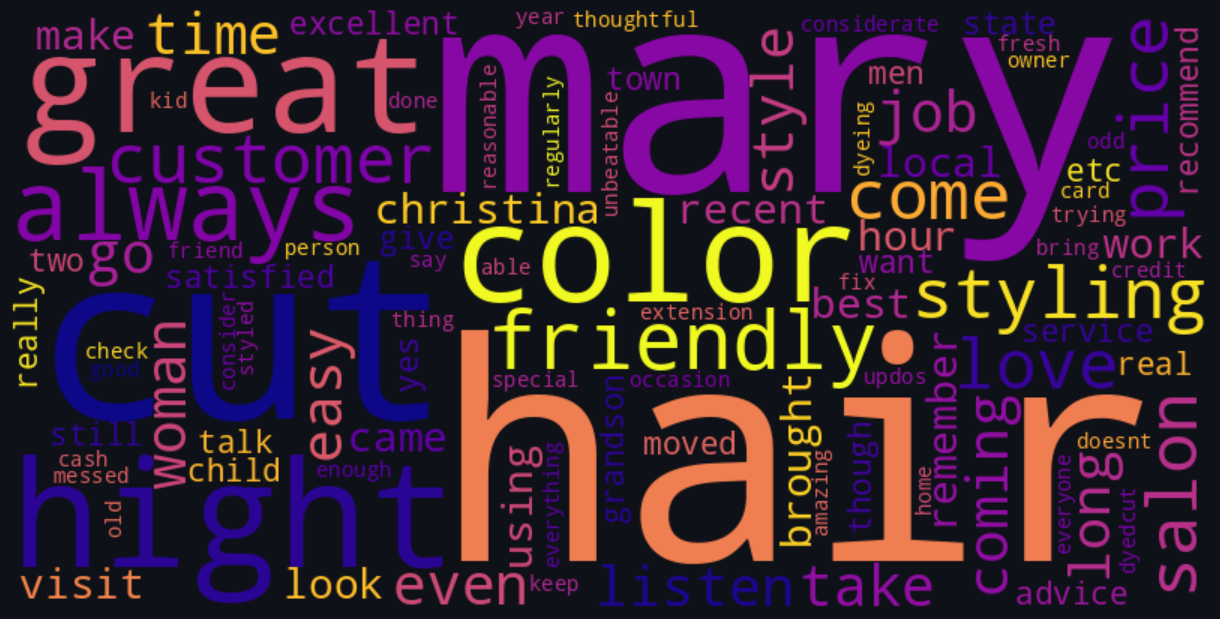 make
time
excellent
year
thoughtful
considerate
state
fresh
owner
great
kid
done
mary
reasonable
regularly
unbeatable
town
style
men
job
dyeing
price
recommend
odd
customer
local
etc
card
always
christina
recent
come
trying
two
go
friend
person
give
say
color
able
hour
want
bring
work
credit
satisfied
fix
really
cut
check
good
woman
consider
styled
easy
thing
yes
extension
best
styling
friendly
service
special
occasion
updos
love
real
still
talk
came
child
cash
messed
enough
hight
old
hair
using
everything
grandson
moved
brought
amazing
though
home
remember
coming
everyone
long
doesnt
dyedcut
salon
visit
look
even
keep
listen
take
advice